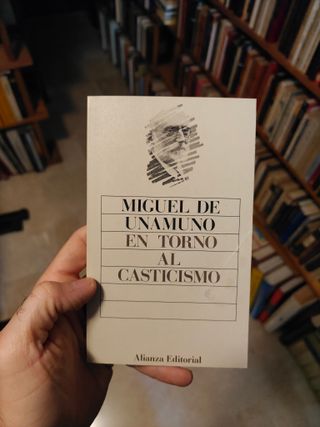 MIGUEL DE
UNAMUNO
EN TORNO
AL
CASTICISMO
Alianza Editorial